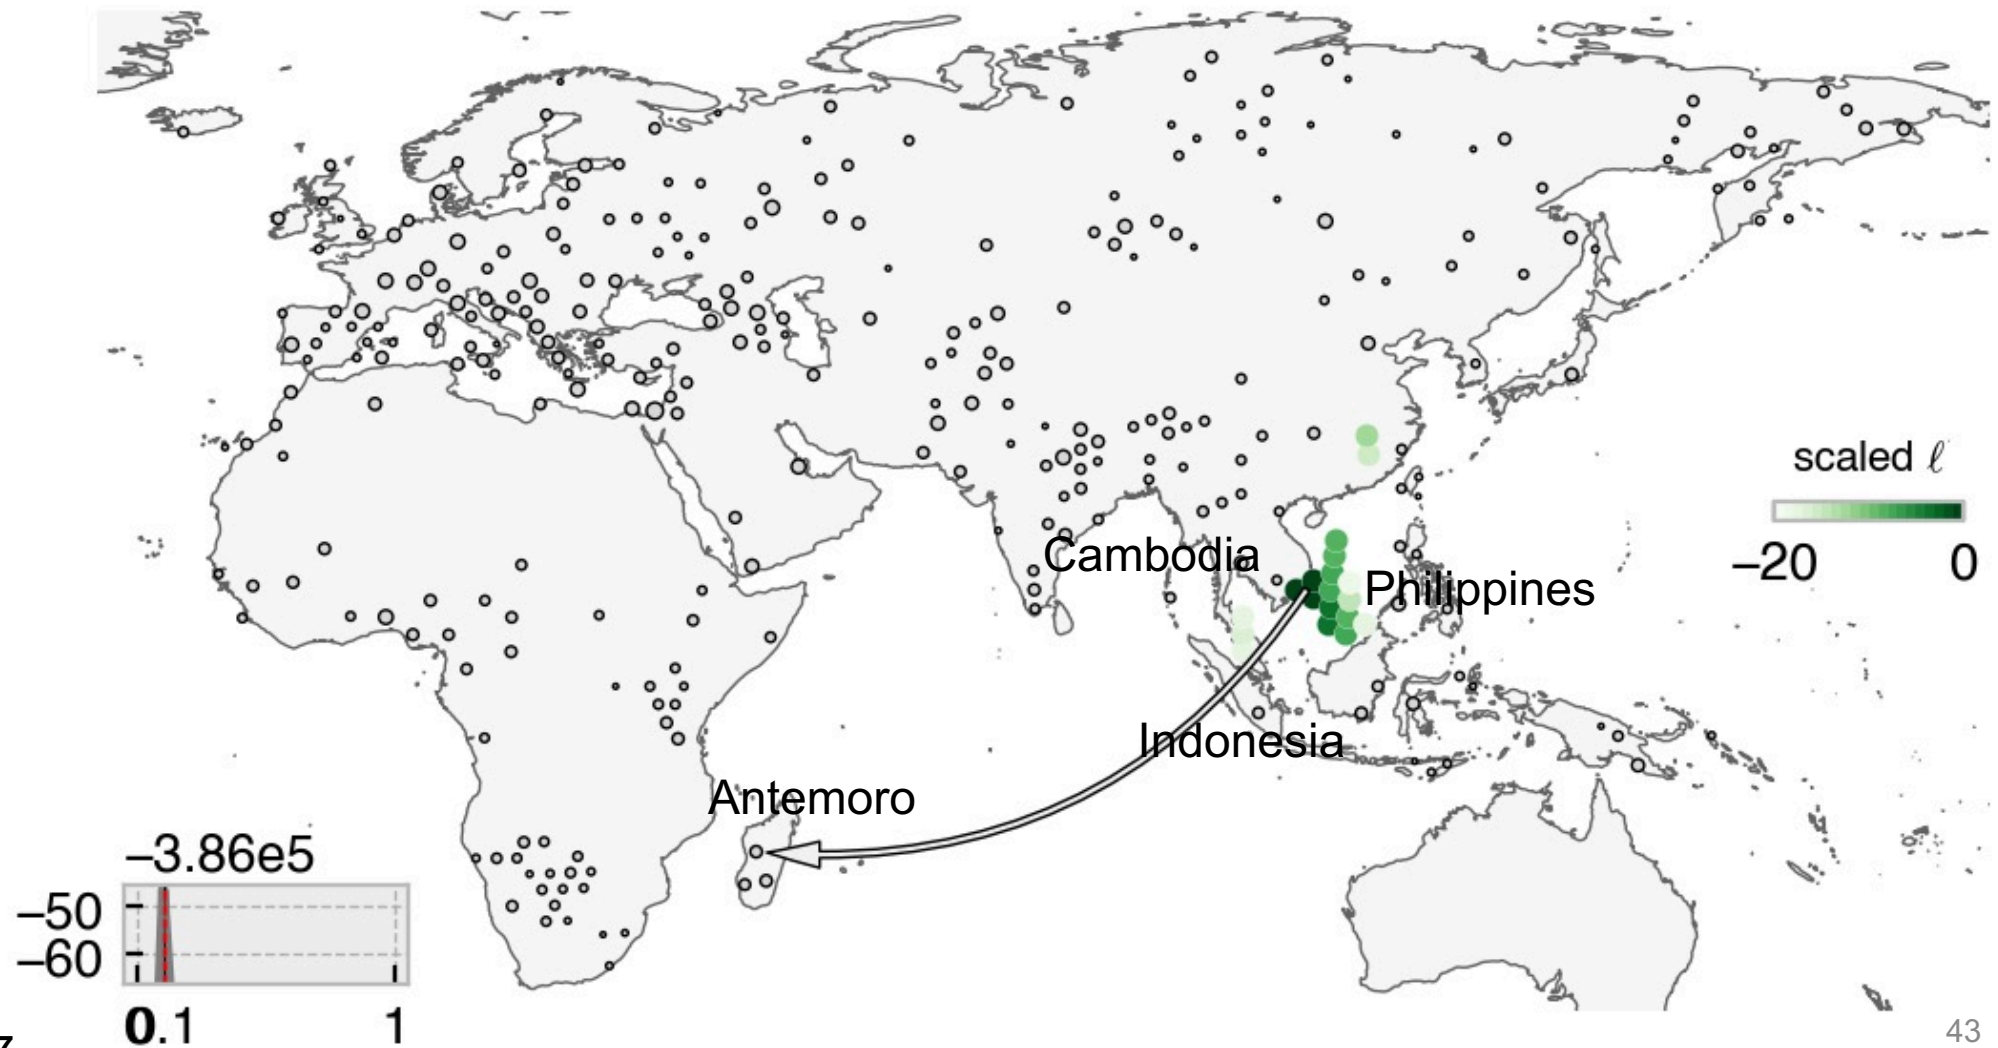 scaled ℓ
−20 0
Cambodia
Philippines
Indonesia
Antemoro
−3.86e5
−50
−60
0.1 1
43